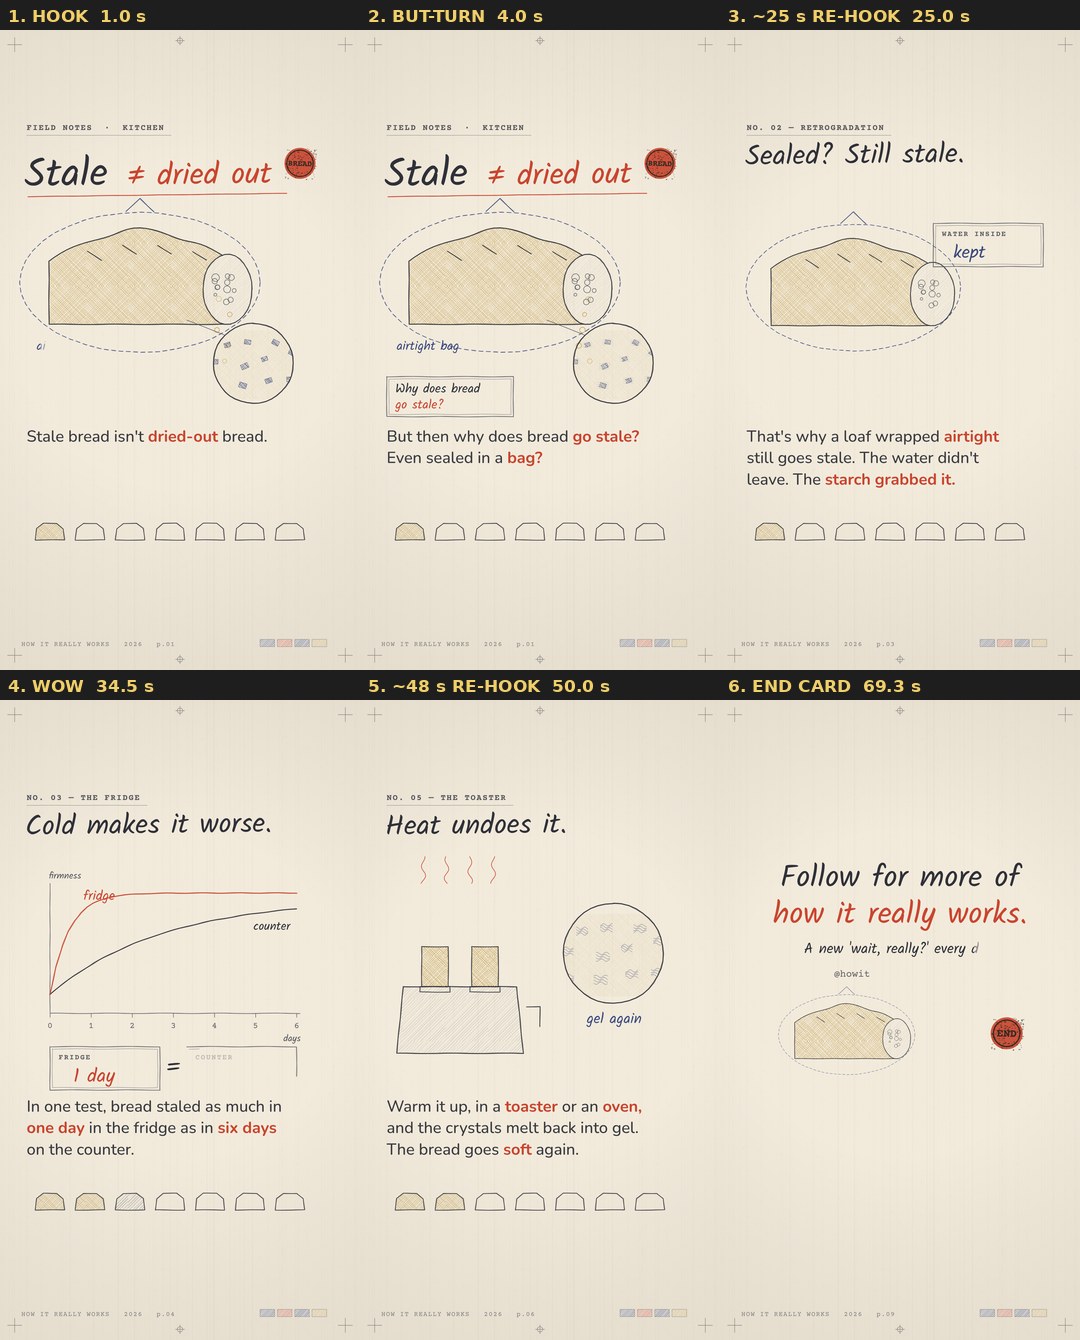 1. HOOK 1.0 s
FIELD NOTES · KITCHEN
Stale ≠ dried out
BREAD
ai
Stale bread isn't dried-out bread.
HOW IT REALLY WORKS 2026 p.01
2. BUT-TURN 4.0 s
FIELD NOTES · KITCHEN
Stale ≠ dried out
BREAD
airtight bag
Why does bread
go stale?
But then why does bread go stale?
Even sealed in a bag?
HOW IT REALLY WORKS 2026 p.01
3. ~25 s RE-HOOK 25.0 s
NO. 02 — RETROGRADATION
Sealed? Still stale.
WATER INSIDE
kept
That's why a loaf wrapped airtight
still goes stale. The water didn't
leave. The starch grabbed it.
HOW IT REALLY WORKS 2026 p.03
4. WOW 34.5 s
NO. 03 — THE FRIDGE
Cold makes it worse.
firmness
fridge
counter
0 1 2 3 4 5 6
days
FRIDGE
1 day
=
COUNTER
In one test, bread staled as much in
one day in the fridge as in six days
on the counter.
HOW IT REALLY WORKS 2026 p.04
5. ~48 s RE-HOOK 50.0 s
NO. 05 — THE TOASTER
Heat undoes it.
gel again
Warm it up, in a toaster or an oven,
and the crystals melt back into gel.
The bread goes soft again.
HOW IT REALLY WORKS 2026 p.06
6. END CARD 69.3 s
Follow for more of
how it really works.
A new 'wait, really?' every d
@howit
END
HOW IT REALLY WORKS 2026 p.09